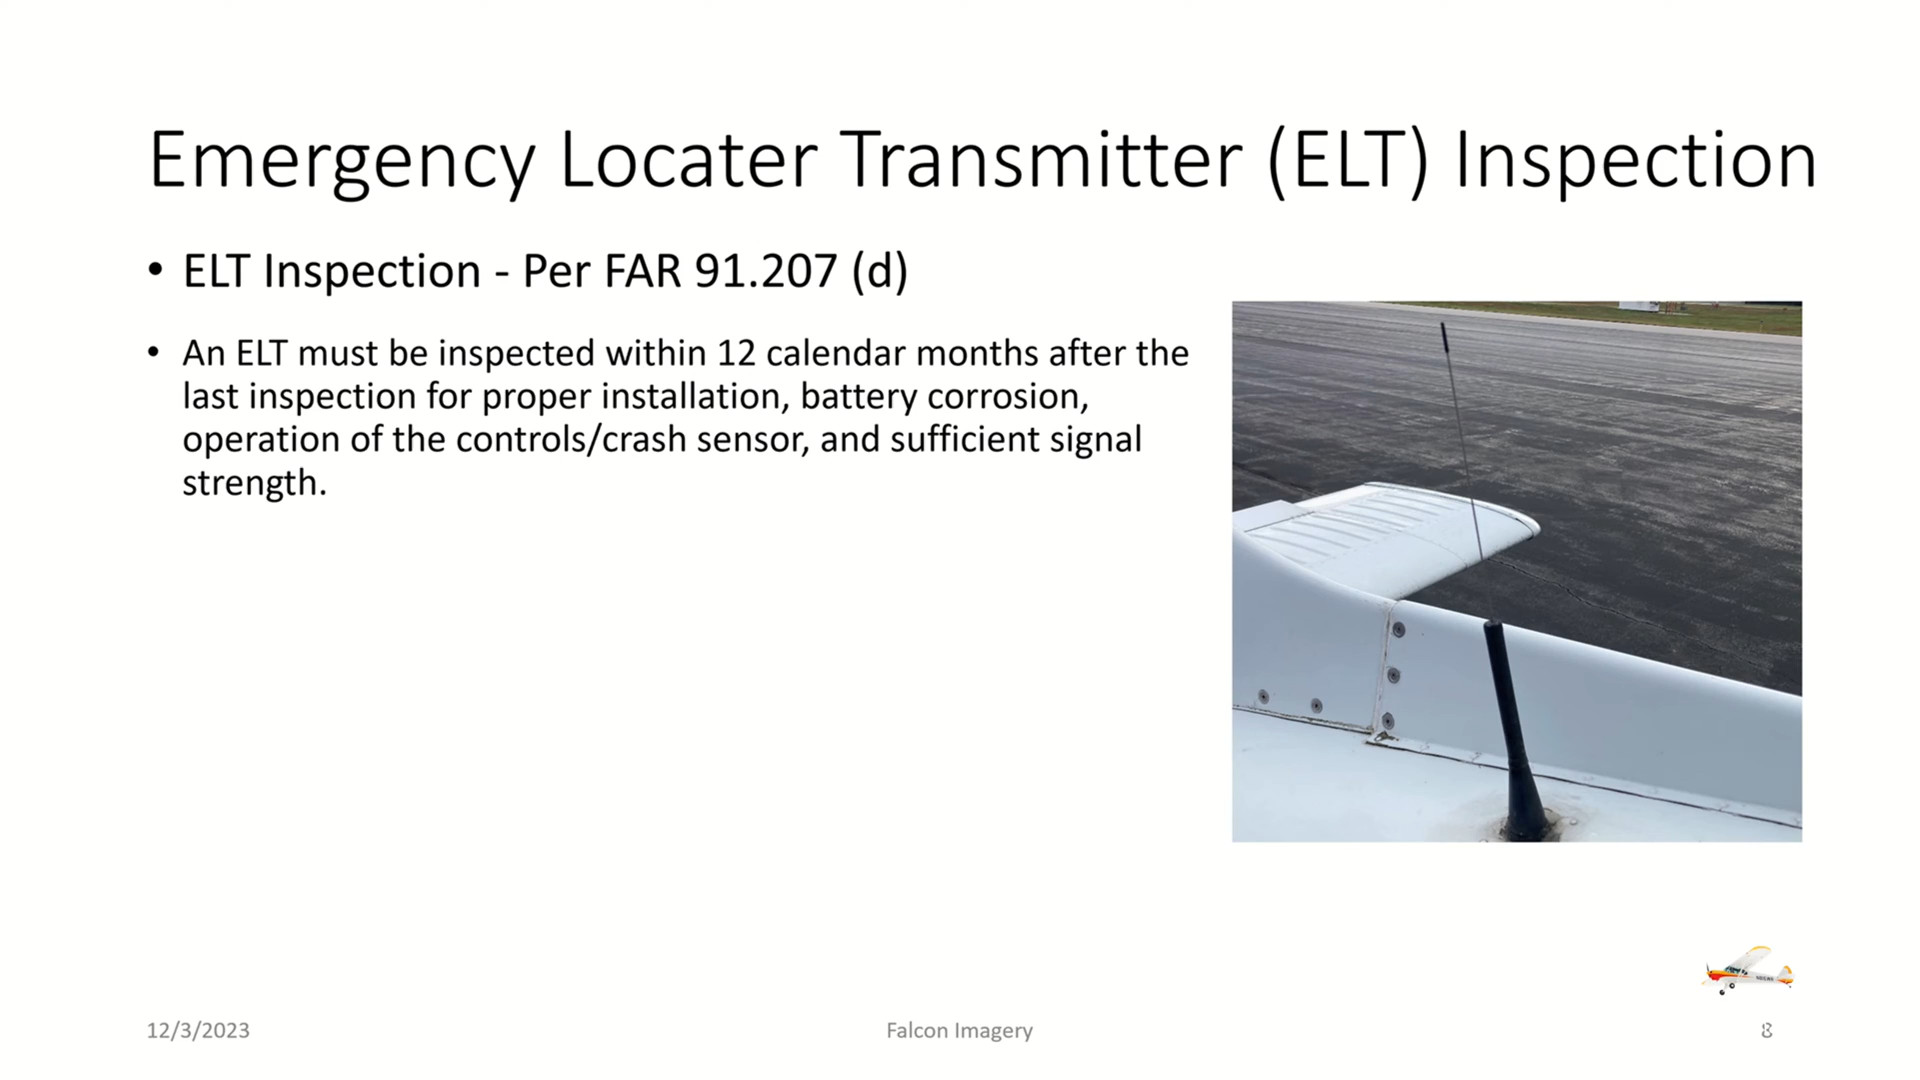 Emergency Locater Transmitter (ELT) Inspection
• ELT Inspection - Per FAR 91.207 (d)
• An ELT must be inspected within 12 calendar months after the
last inspection for proper installation, battery corrosion,
operation of the controls/crash sensor, and sufficient signal
strength.
12/3/2023
Falcon Imagery
8